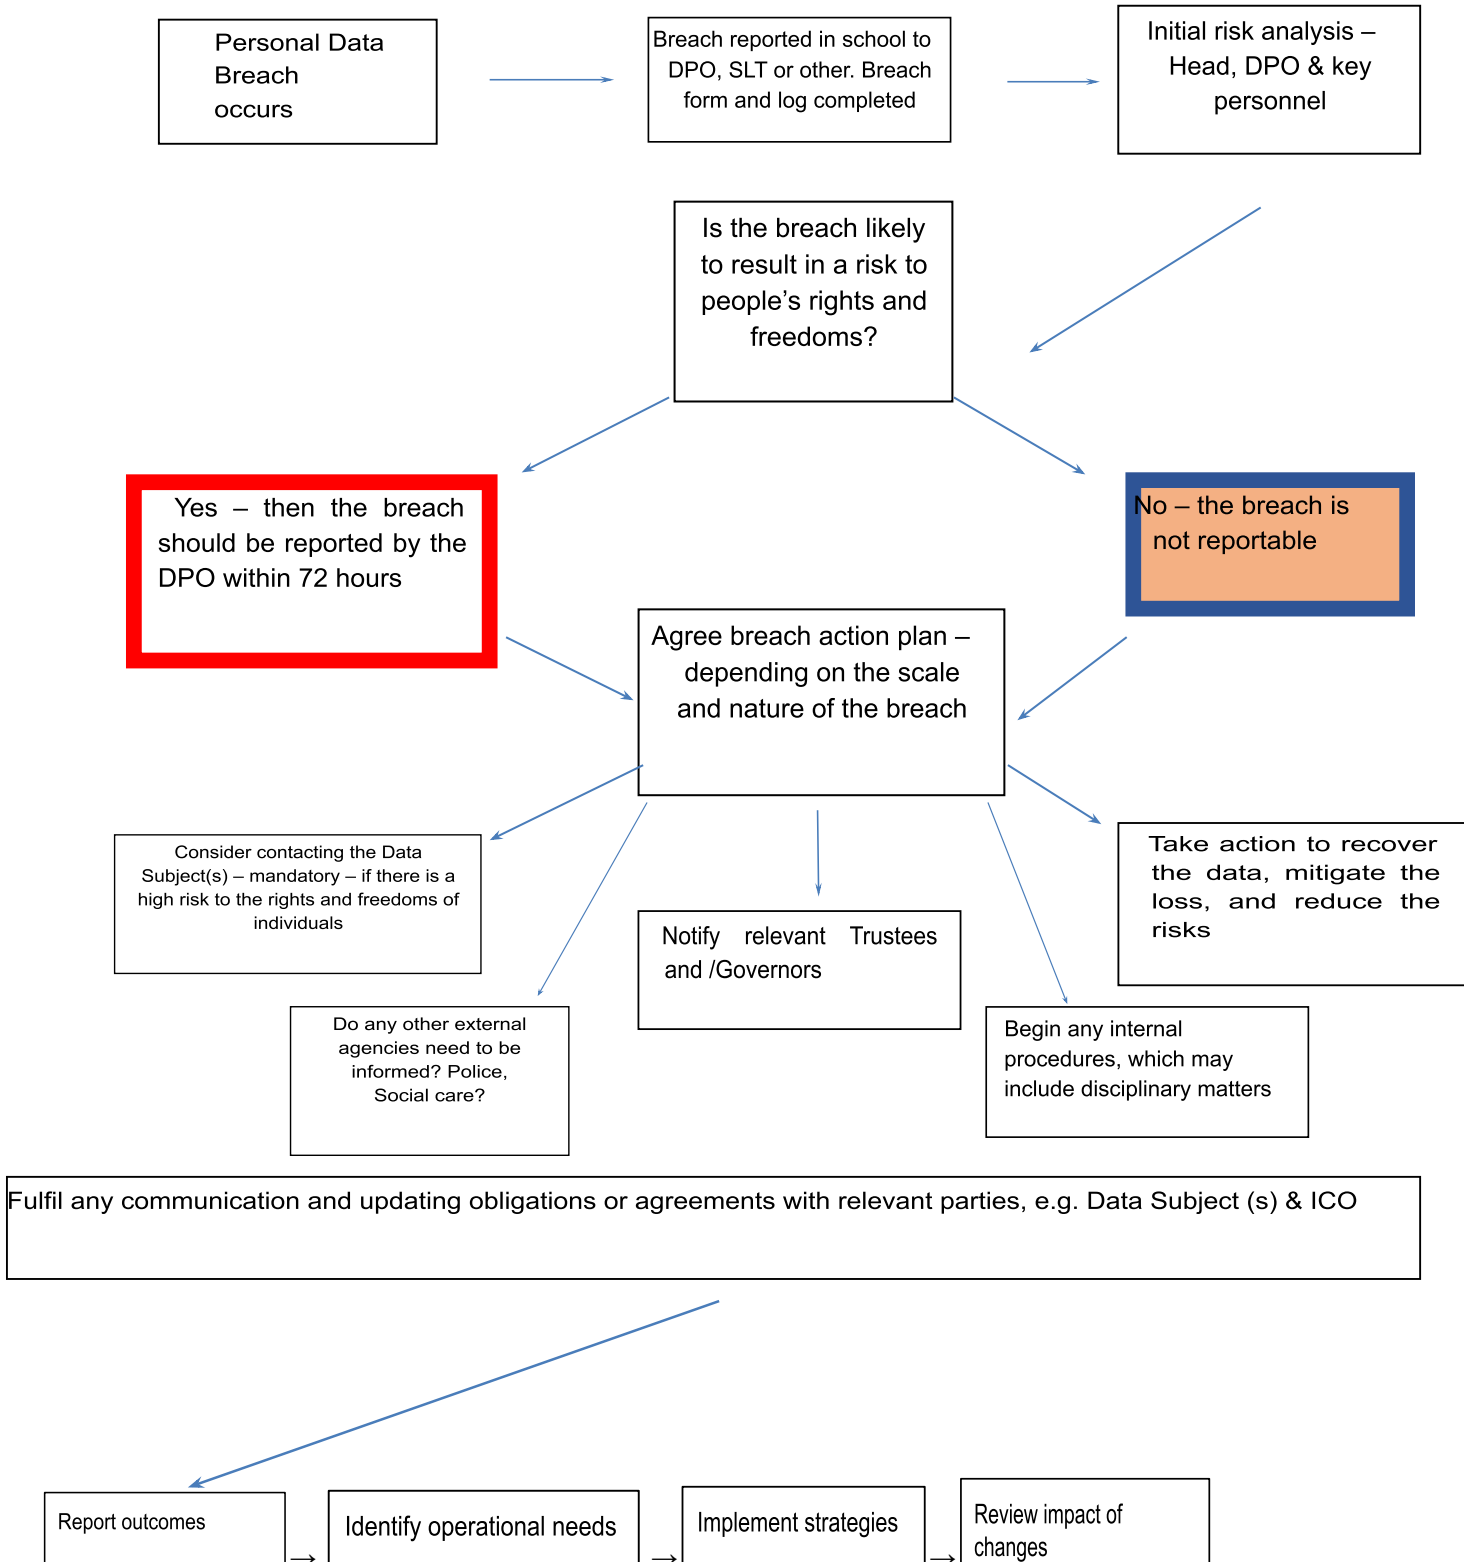 Personal Data
Breach
occurs
Breach reported in school to
DPO, SLT or other. Breach
form and log completed
Initial risk analysis –
Head, DPO & key
personnel
Is the breach likely
to result in a risk to
people’s rights and
freedoms?
Yes – then the breach
should be reported by the
DPO within 72 hours
No – the breach is
not reportable
Agree breach action plan –
depending on the scale
and nature of the breach
Consider contacting the Data
Subject(s) – mandatory – if there is a
high risk to the rights and freedoms of
individuals
Take action to recover
the data, mitigate the
loss, and reduce the
risks
Notify relevant Trustees
and /Governors
Do any other external
agencies need to be
informed? Police,
Social care?
Begin any internal
procedures, which may
include disciplinary matters
Fulfil any communication and updating obligations or agreements with relevant parties, e.g. Data Subject (s) & ICO
Report outcomes
→
Identify operational needs
→
Implement strategies
→
Review impact of
changes